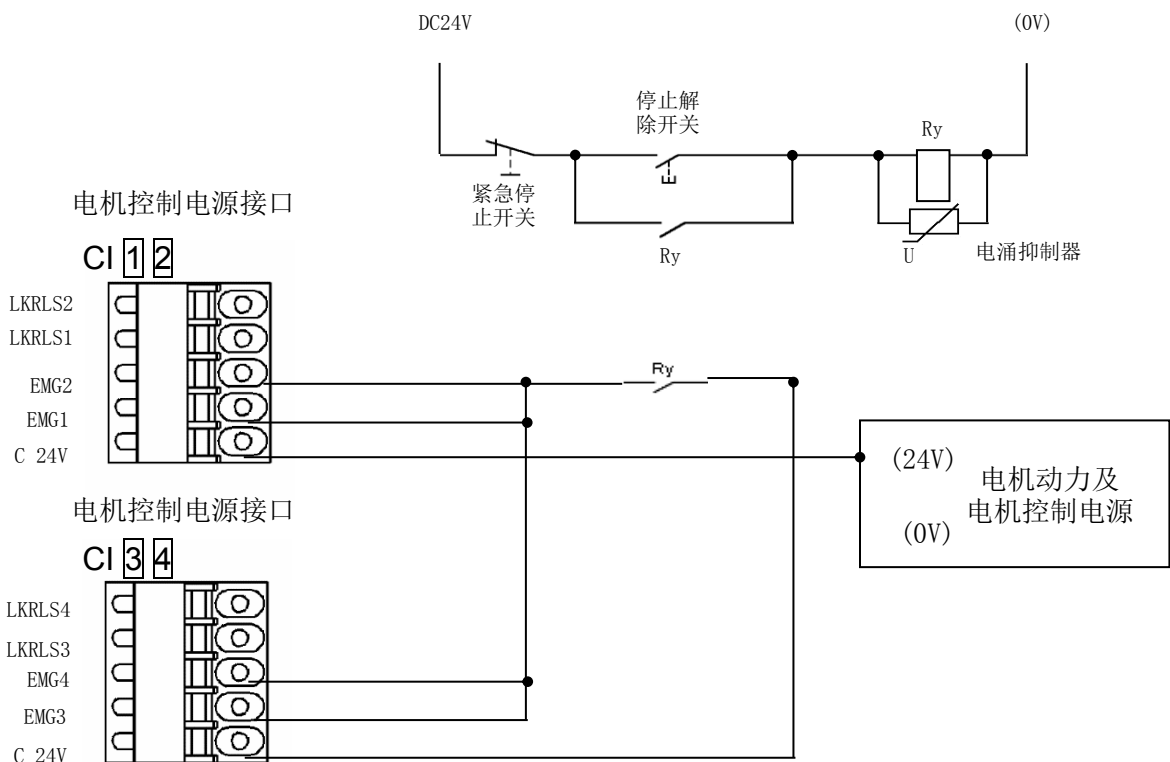 DC24V
(0V)
停止解
除开关
Ry
紧急停
止开关
Ry
U
电涌抑制器
电机控制电源接口
CI 1 2
LKRLS2
LKRLS1
EMG2
EMG1
C 24V
Ry
(24V)
(0V)
电机动力及
电机控制电源
电机控制电源接口
CI 3 4
LKRLS4
LKRLS3
EMG4
EMG3
C 24V